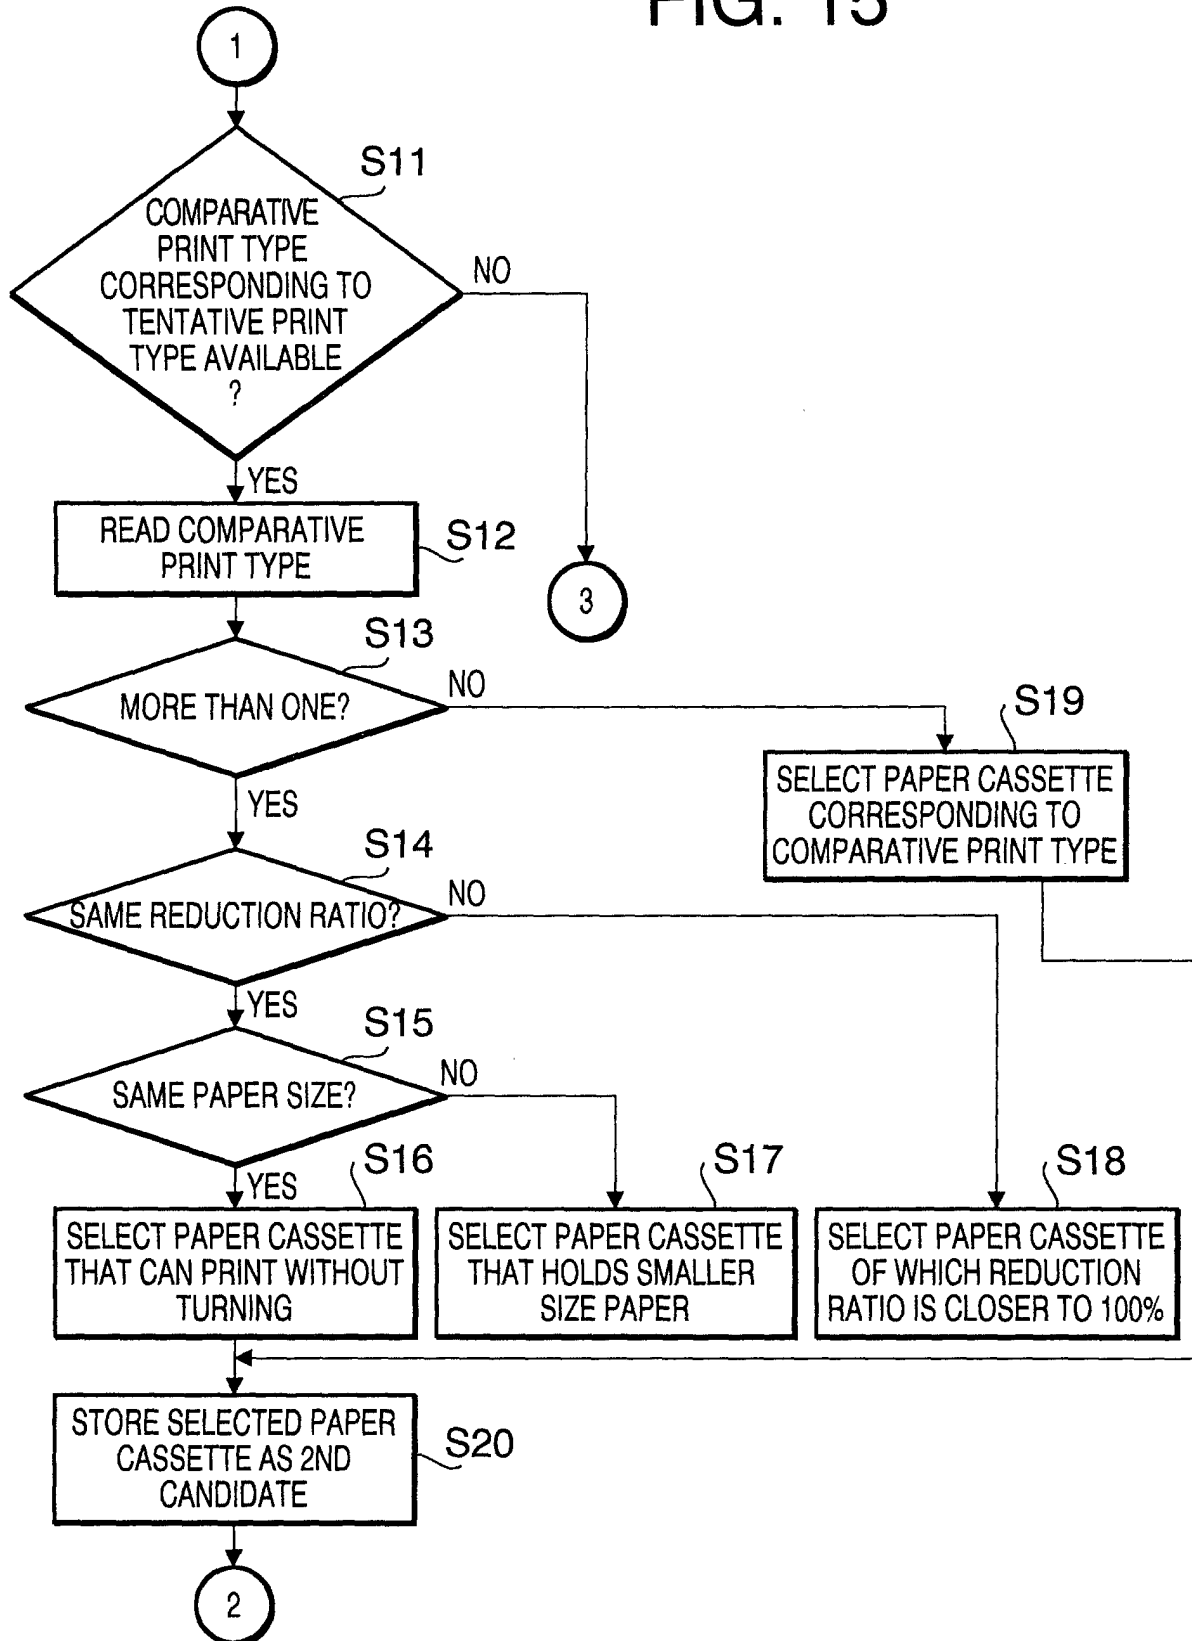 FIG. 15
1
S11
COMPARATIVE
PRINT TYPE
CORRESPONDING TO
TENTATIVE PRINT
TYPE AVAILABLE
?
NO
YES
READ COMPARATIVE
PRINT TYPE
S12
3
S13
MORE THAN ONE?
NO
YES
S19
SELECT PAPER CASSETTE
CORRESPONDING TO
COMPARATIVE PRINT TYPE
S14
SAME REDUCTION RATIO?
NO
YES
S15
SAME PAPER SIZE?
NO
YES
S16
SELECT PAPER CASSETTE
THAT CAN PRINT WITHOUT
TURNING
S17
SELECT PAPER CASSETTE
THAT HOLDS SMALLER
SIZE PAPER
S18
SELECT PAPER CASSETTE
OF WHICH REDUCTION
RATIO IS CLOSER TO 100%
STORE SELECTED PAPER
CASSETTE AS 2ND
CANDIDATE
S20
2